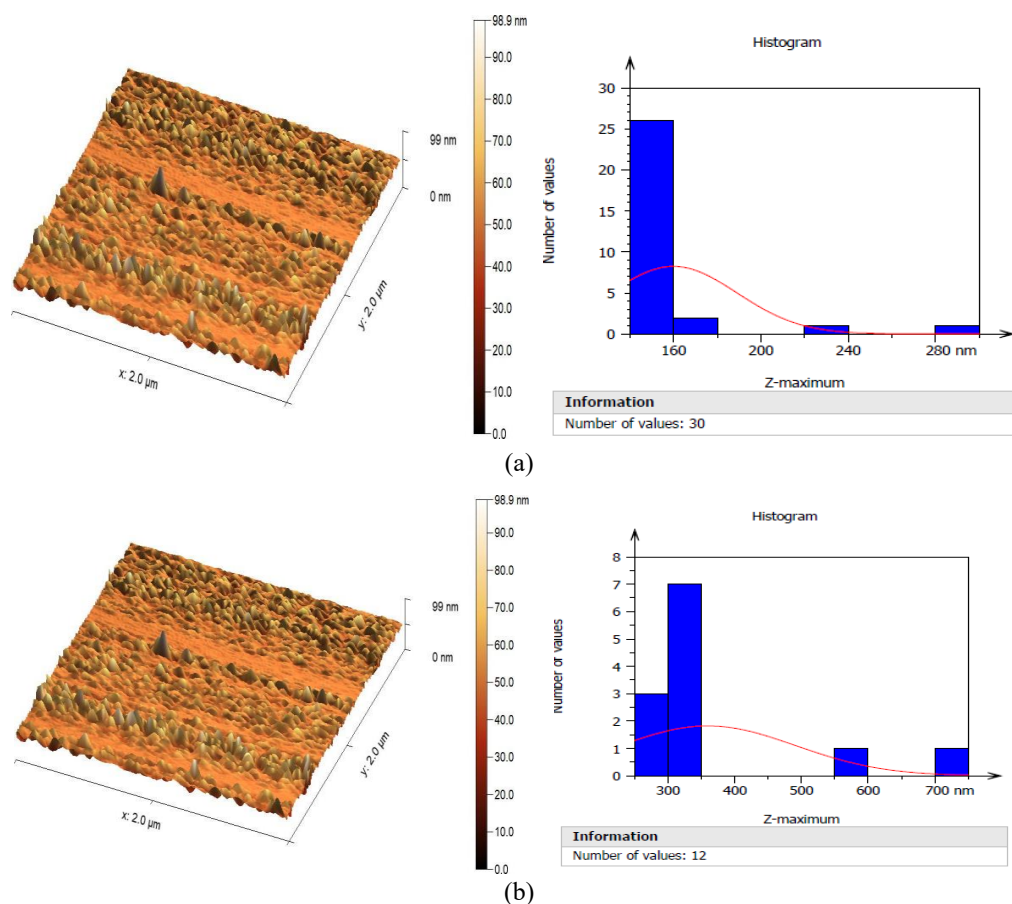 98.9 nm
90.0
80.0
70.0
60.0
50.0
40.0
30.0
20.0
10.0
0.0
99 nm
0 nm
x: 2.0 µm
y: 2.0 µm
Histogram
30
25
20
15
10
5
0
Number of values
160
200
240
280 nm
Z-maximum
Information
Number of values: 30
(a)
98.9 nm
90.0
80.0
70.0
60.0
50.0
40.0
30.0
20.0
10.0
0.0
99 nm
0 nm
x: 2.0 µm
y: 2.0 µm
Histogram
8
7
6
5
4
3
2
1
0
Number of values
300
400
500
600
700 nm
Z-maximum
Information
Number of values: 12
(b)